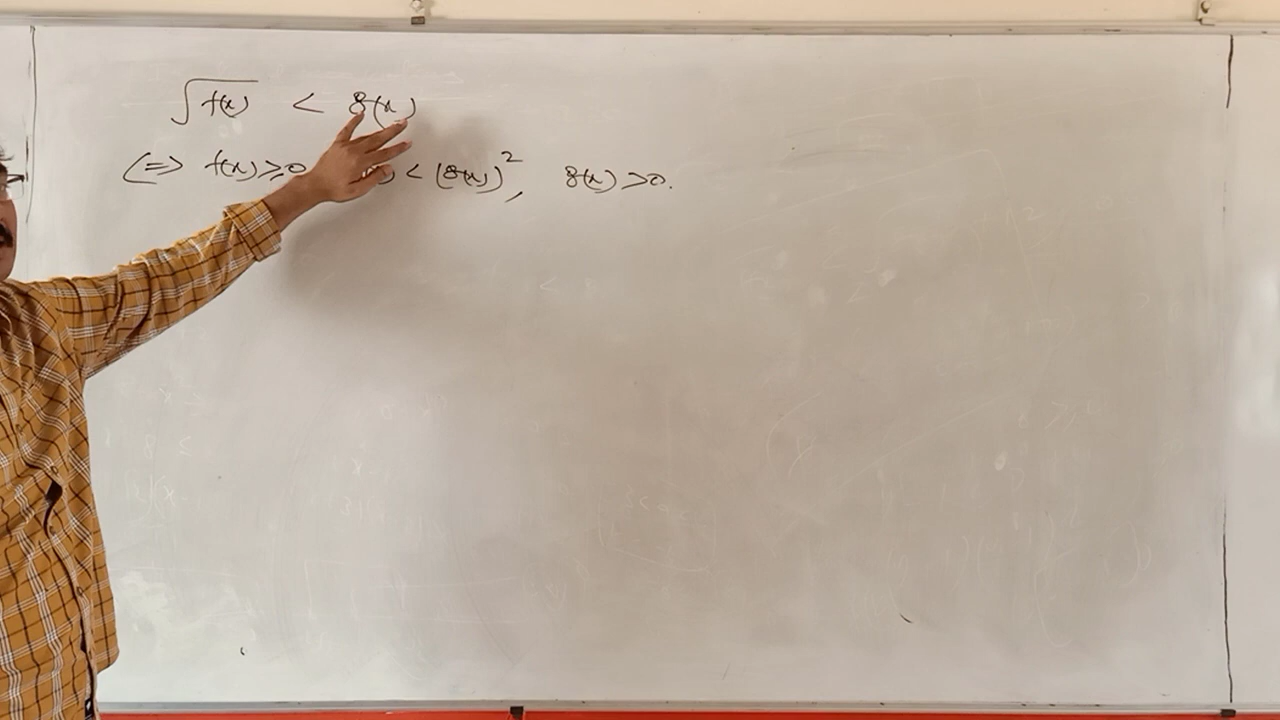 √f(x) < g(x)
⟺ f(x) ≥ 0 < (g(x))², g(x) > 0.